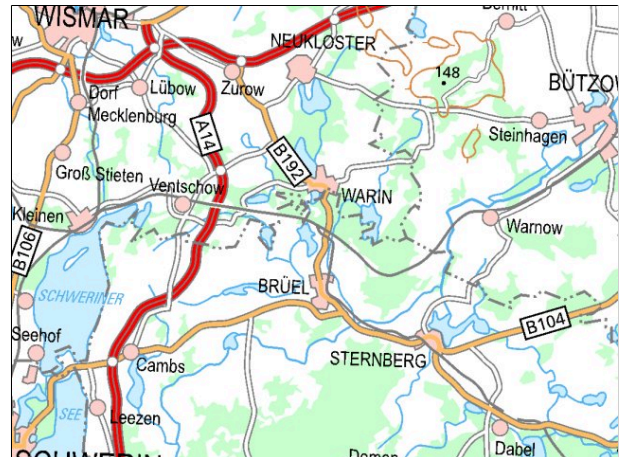 WISMAR
NEUKLOSTER
148
BÜTZOW
Lübow
Zurow
Dorf
Mecklenburg
A14
Steinhagen
B192
Groß Stieten
Ventschow
WARIN
Kleinen
Warnow
B106
BRÜEL
SCHWERINER
B104
Seehof
STERNBERG
Cambs
SEE
Leezen
Dabel